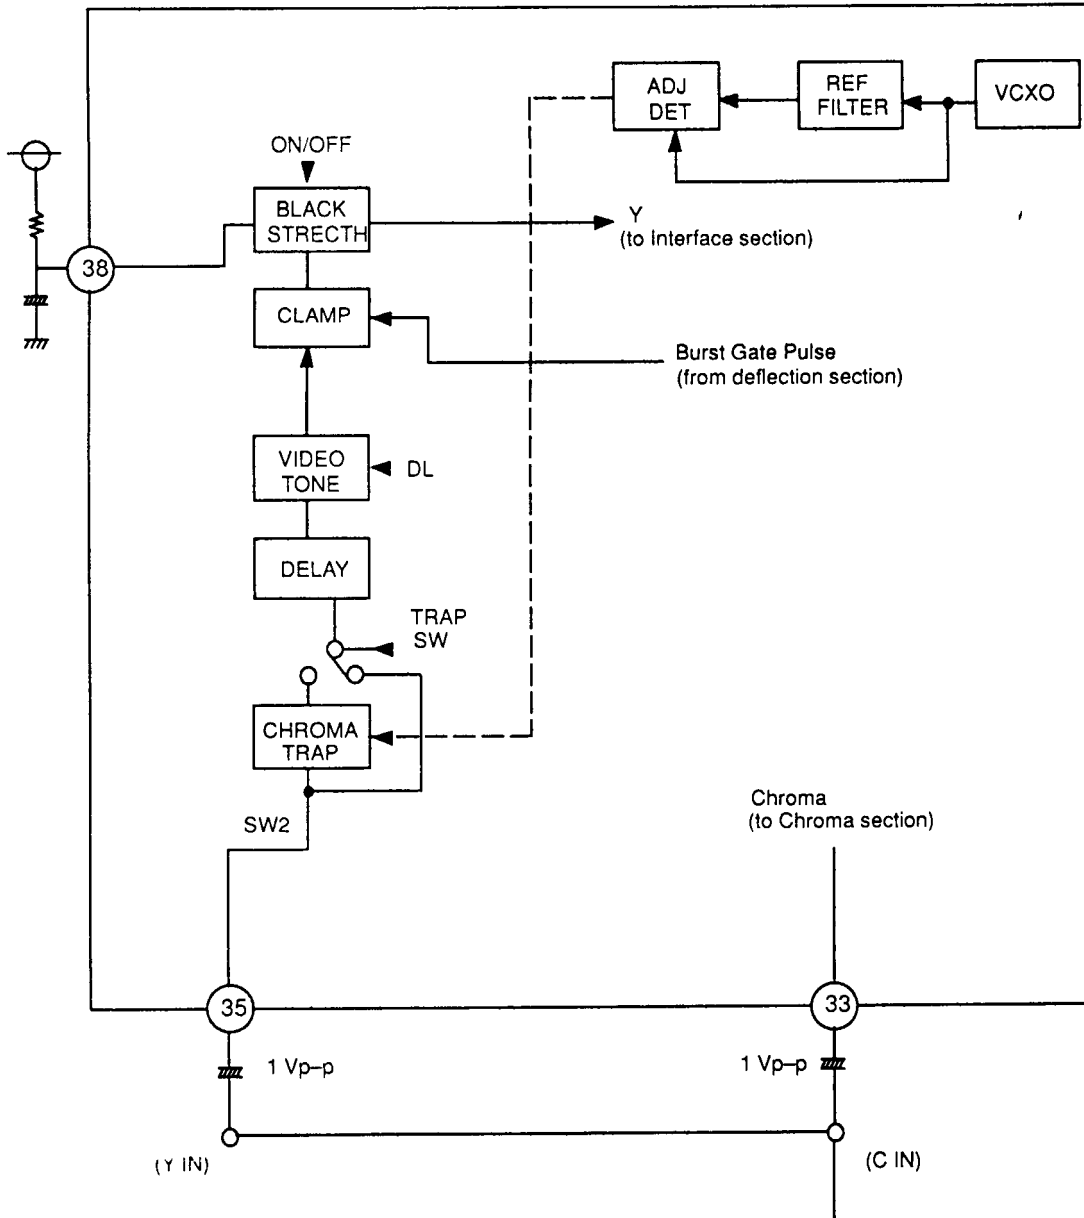 ADJ
DET
REF
FILTER
VCXO
ON/OFF
BLACK
STRECTH
Y
(to Interface section)
38
CLAMP
Burst Gate Pulse
(from deflection section)
VIDEO
TONE
DL
DELAY
TRAP
SW
CHROMA
TRAP
SW2
Chroma
(to Chroma section)
35
33
1 Vp–p
1 Vp–p
(Y IN)
(C IN)